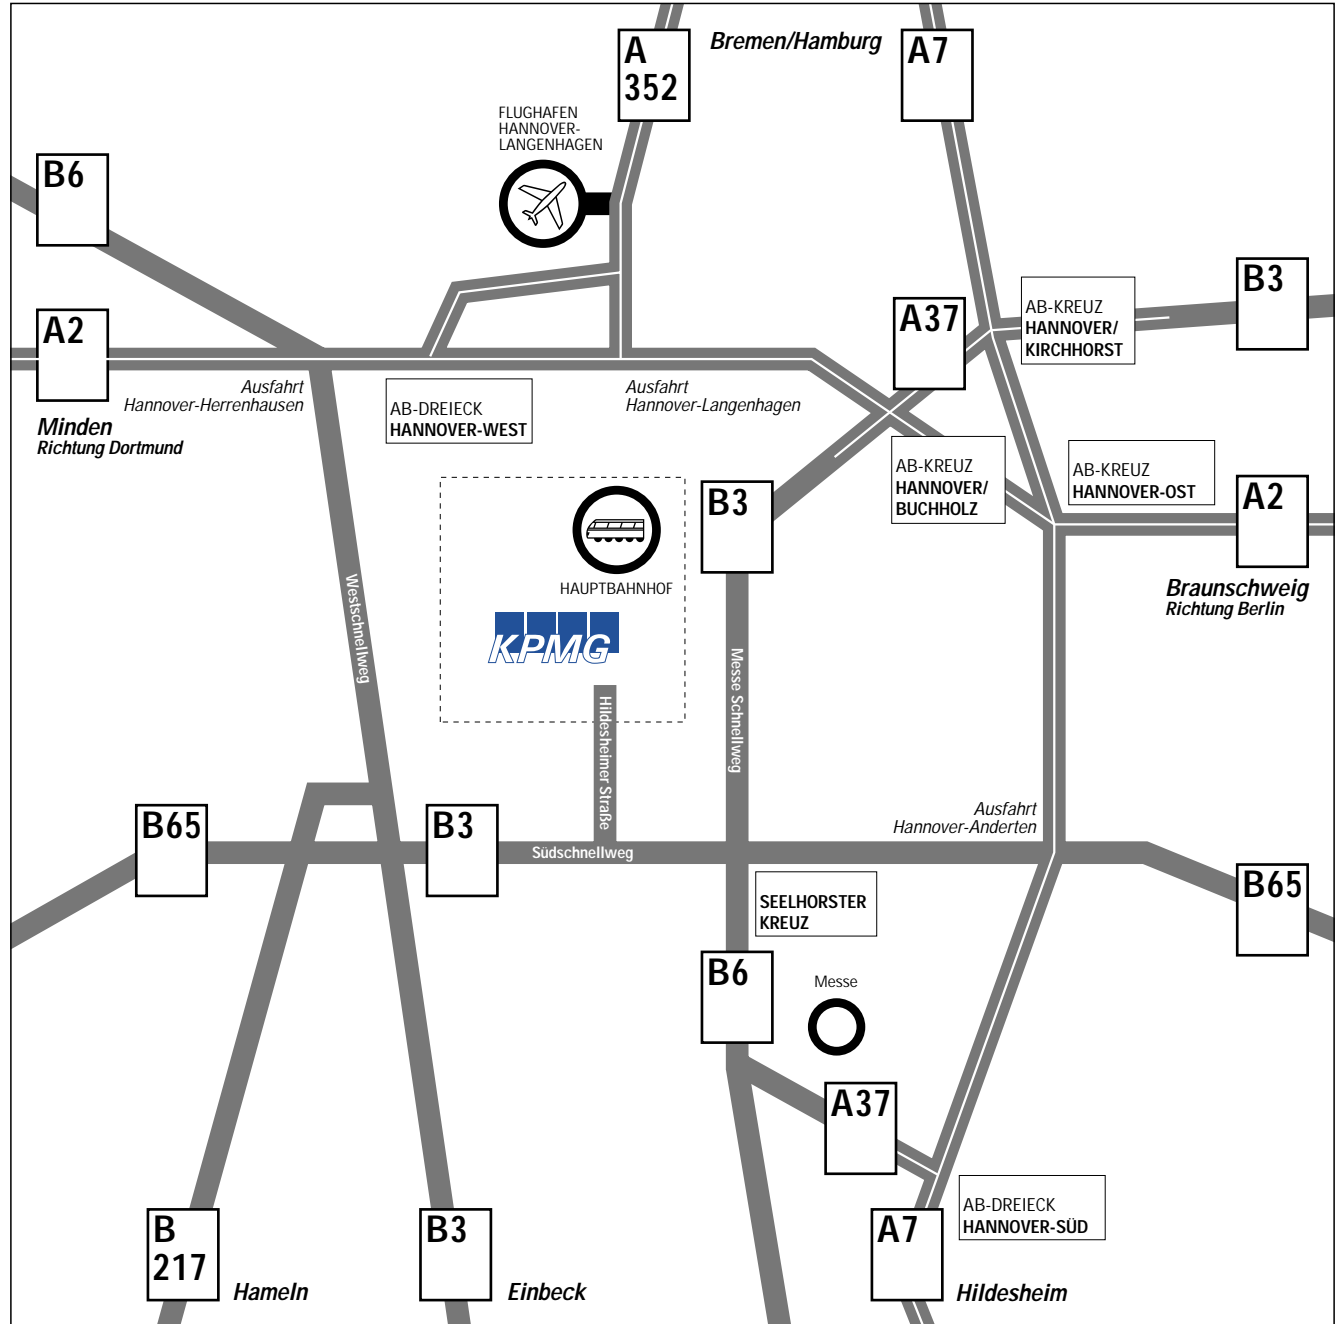 A
352
Bremen/Hamburg
A7
FLUGHAFEN
HANNOVER-
LANGENHAGEN
B6
B3
A37
AB-KREUZ
HANNOVER/
KIRCHHORST
A2
Ausfahrt
Hannover-Herrenhausen
AB-DREIECK
HANNOVER-WEST
Ausfahrt
Hannover-Langenhagen
Minden
Richtung Dortmund
AB-KREUZ
HANNOVER/
BUCHHOLZ
AB-KREUZ
HANNOVER-OST
A2
B3
HAUPTBAHNHOF
Braunschweig
Richtung Berlin
Westschnellweg
KPMG
Messe Schnellweg
Hildesheimer Straße
Ausfahrt
Hannover-Anderten
B65
B3
Südschnellweg
B65
SEELHORSTER
KREUZ
B6
Messe
A37
AB-DREIECK
HANNOVER-SÜD
B
217
Hameln
B3
Einbeck
A7
Hildesheim